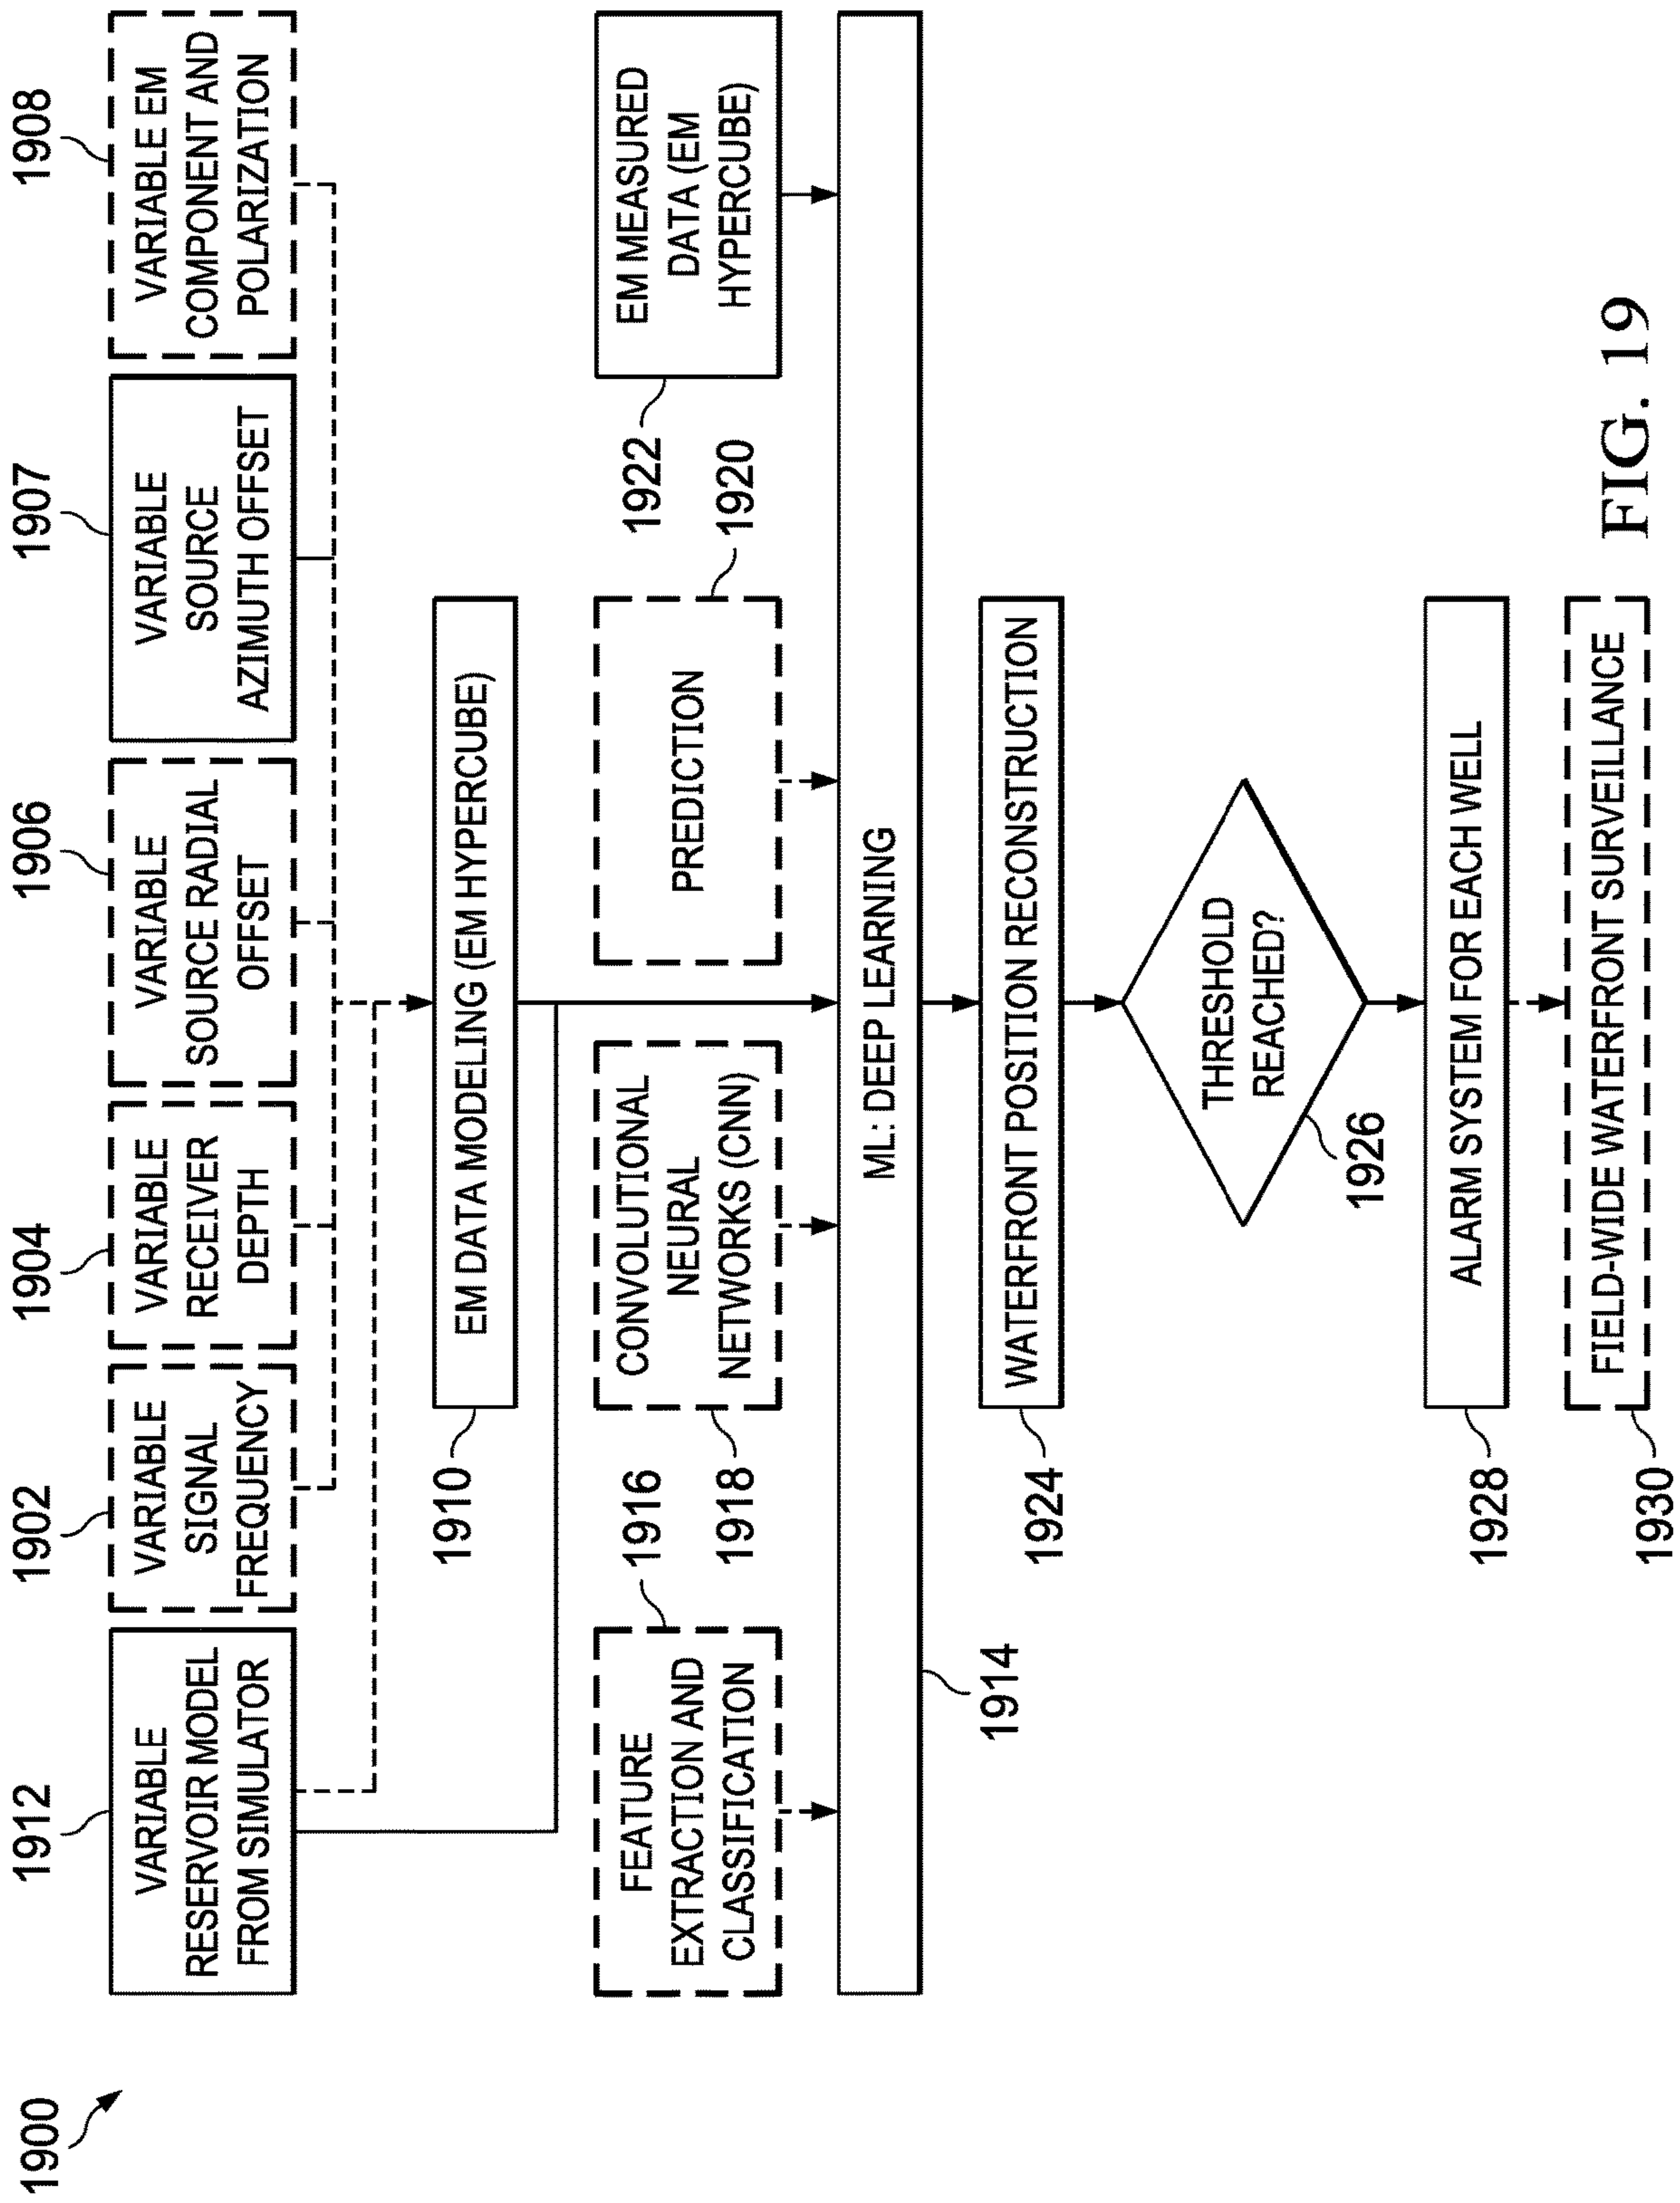 1900
1912
1902
1904
1906
1907
1908
VARIABLE
RESERVOIR MODEL
FROM SIMULATOR
VARIABLE
SIGNAL
FREQUENCY
VARIABLE
RECEIVER
DEPTH
VARIABLE
SOURCE RADIAL
OFFSET
VARIABLE
SOURCE
AZIMUTH OFFSET
VARIABLE EM
COMPONENT AND
POLARIZATION
1910
EM DATA MODELING (EM HYPERCUBE)
1916
FEATURE
EXTRACTION AND
CLASSIFICATION
1918
CONVOLUTIONAL
NEURAL
NETWORKS (CNN)
PREDICTION
1920
1922
EM MEASURED
DATA (EM
HYPERCUBE)
ML: DEEP LEARNING
1914
1924
WATERFRONT POSITION RECONSTRUCTION
THRESHOLD
REACHED?
1926
1928
ALARM SYSTEM FOR EACH WELL
1930
FIELD-WIDE WATERFRONT SURVEILLANCE
FIG. 19